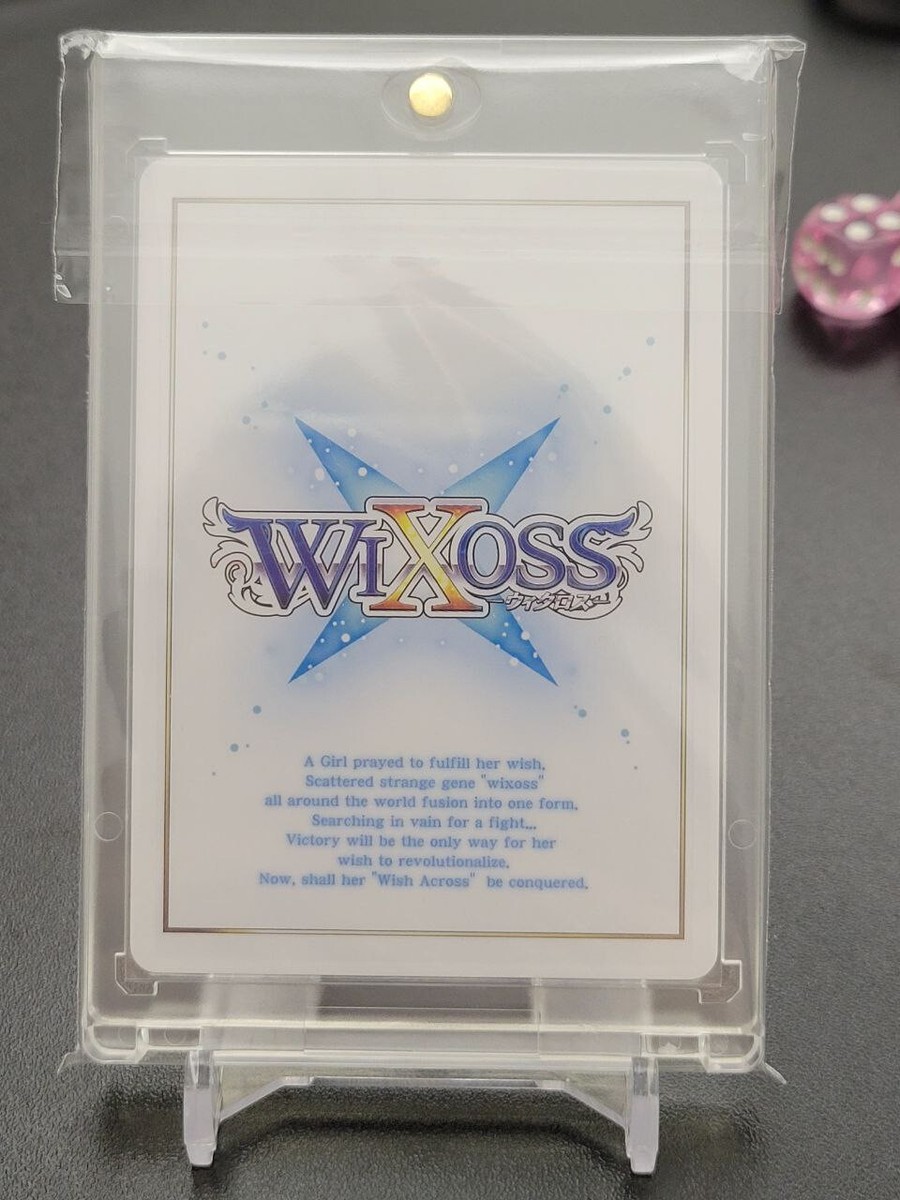 WIXOSS
ウィクロス
A Girl prayed to fulfill her wish,
Scattered strange gene "wixoss"
all around the world fusion into one form.
Searching in vain for a fight...
Victory will be the only way for her
wish to revolutionalize.
Now, shall her "Wish Across" be conquered.